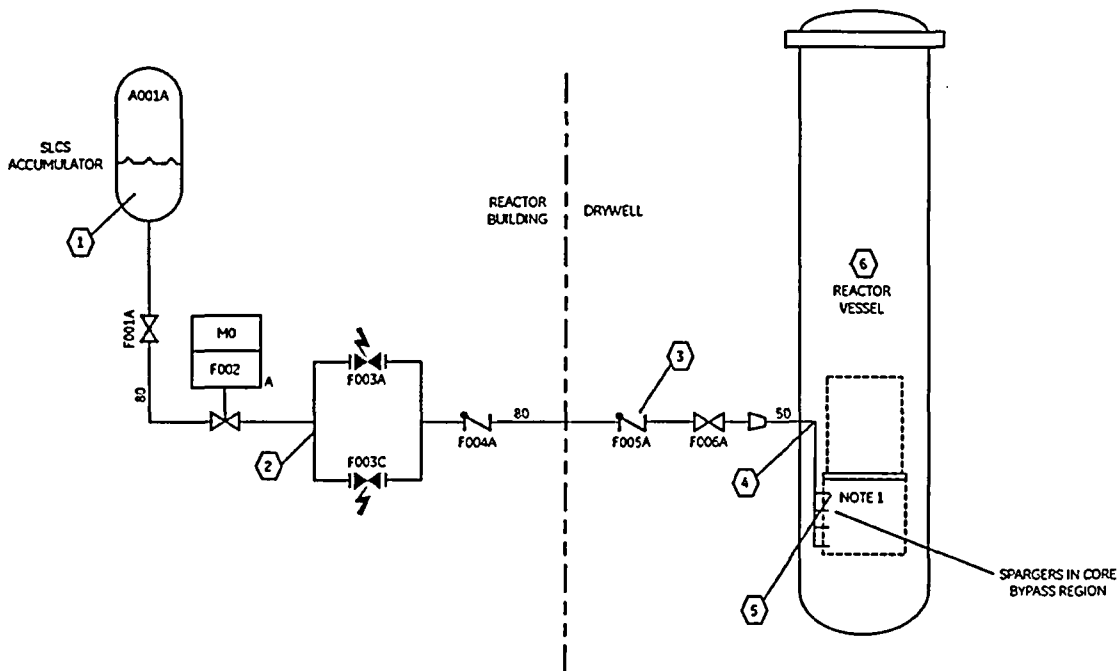 A001A
SLCS
ACCUMULATOR
1
F001A
80
MO
F002
A
2
F003A
F003C
F004A
80
REACTOR
BUILDING
DRYWELL
3
F005A
F006A
50
4
5
6
REACTOR
VESSEL
NOTE 1
SPARGERS IN CORE
BYPASS REGION